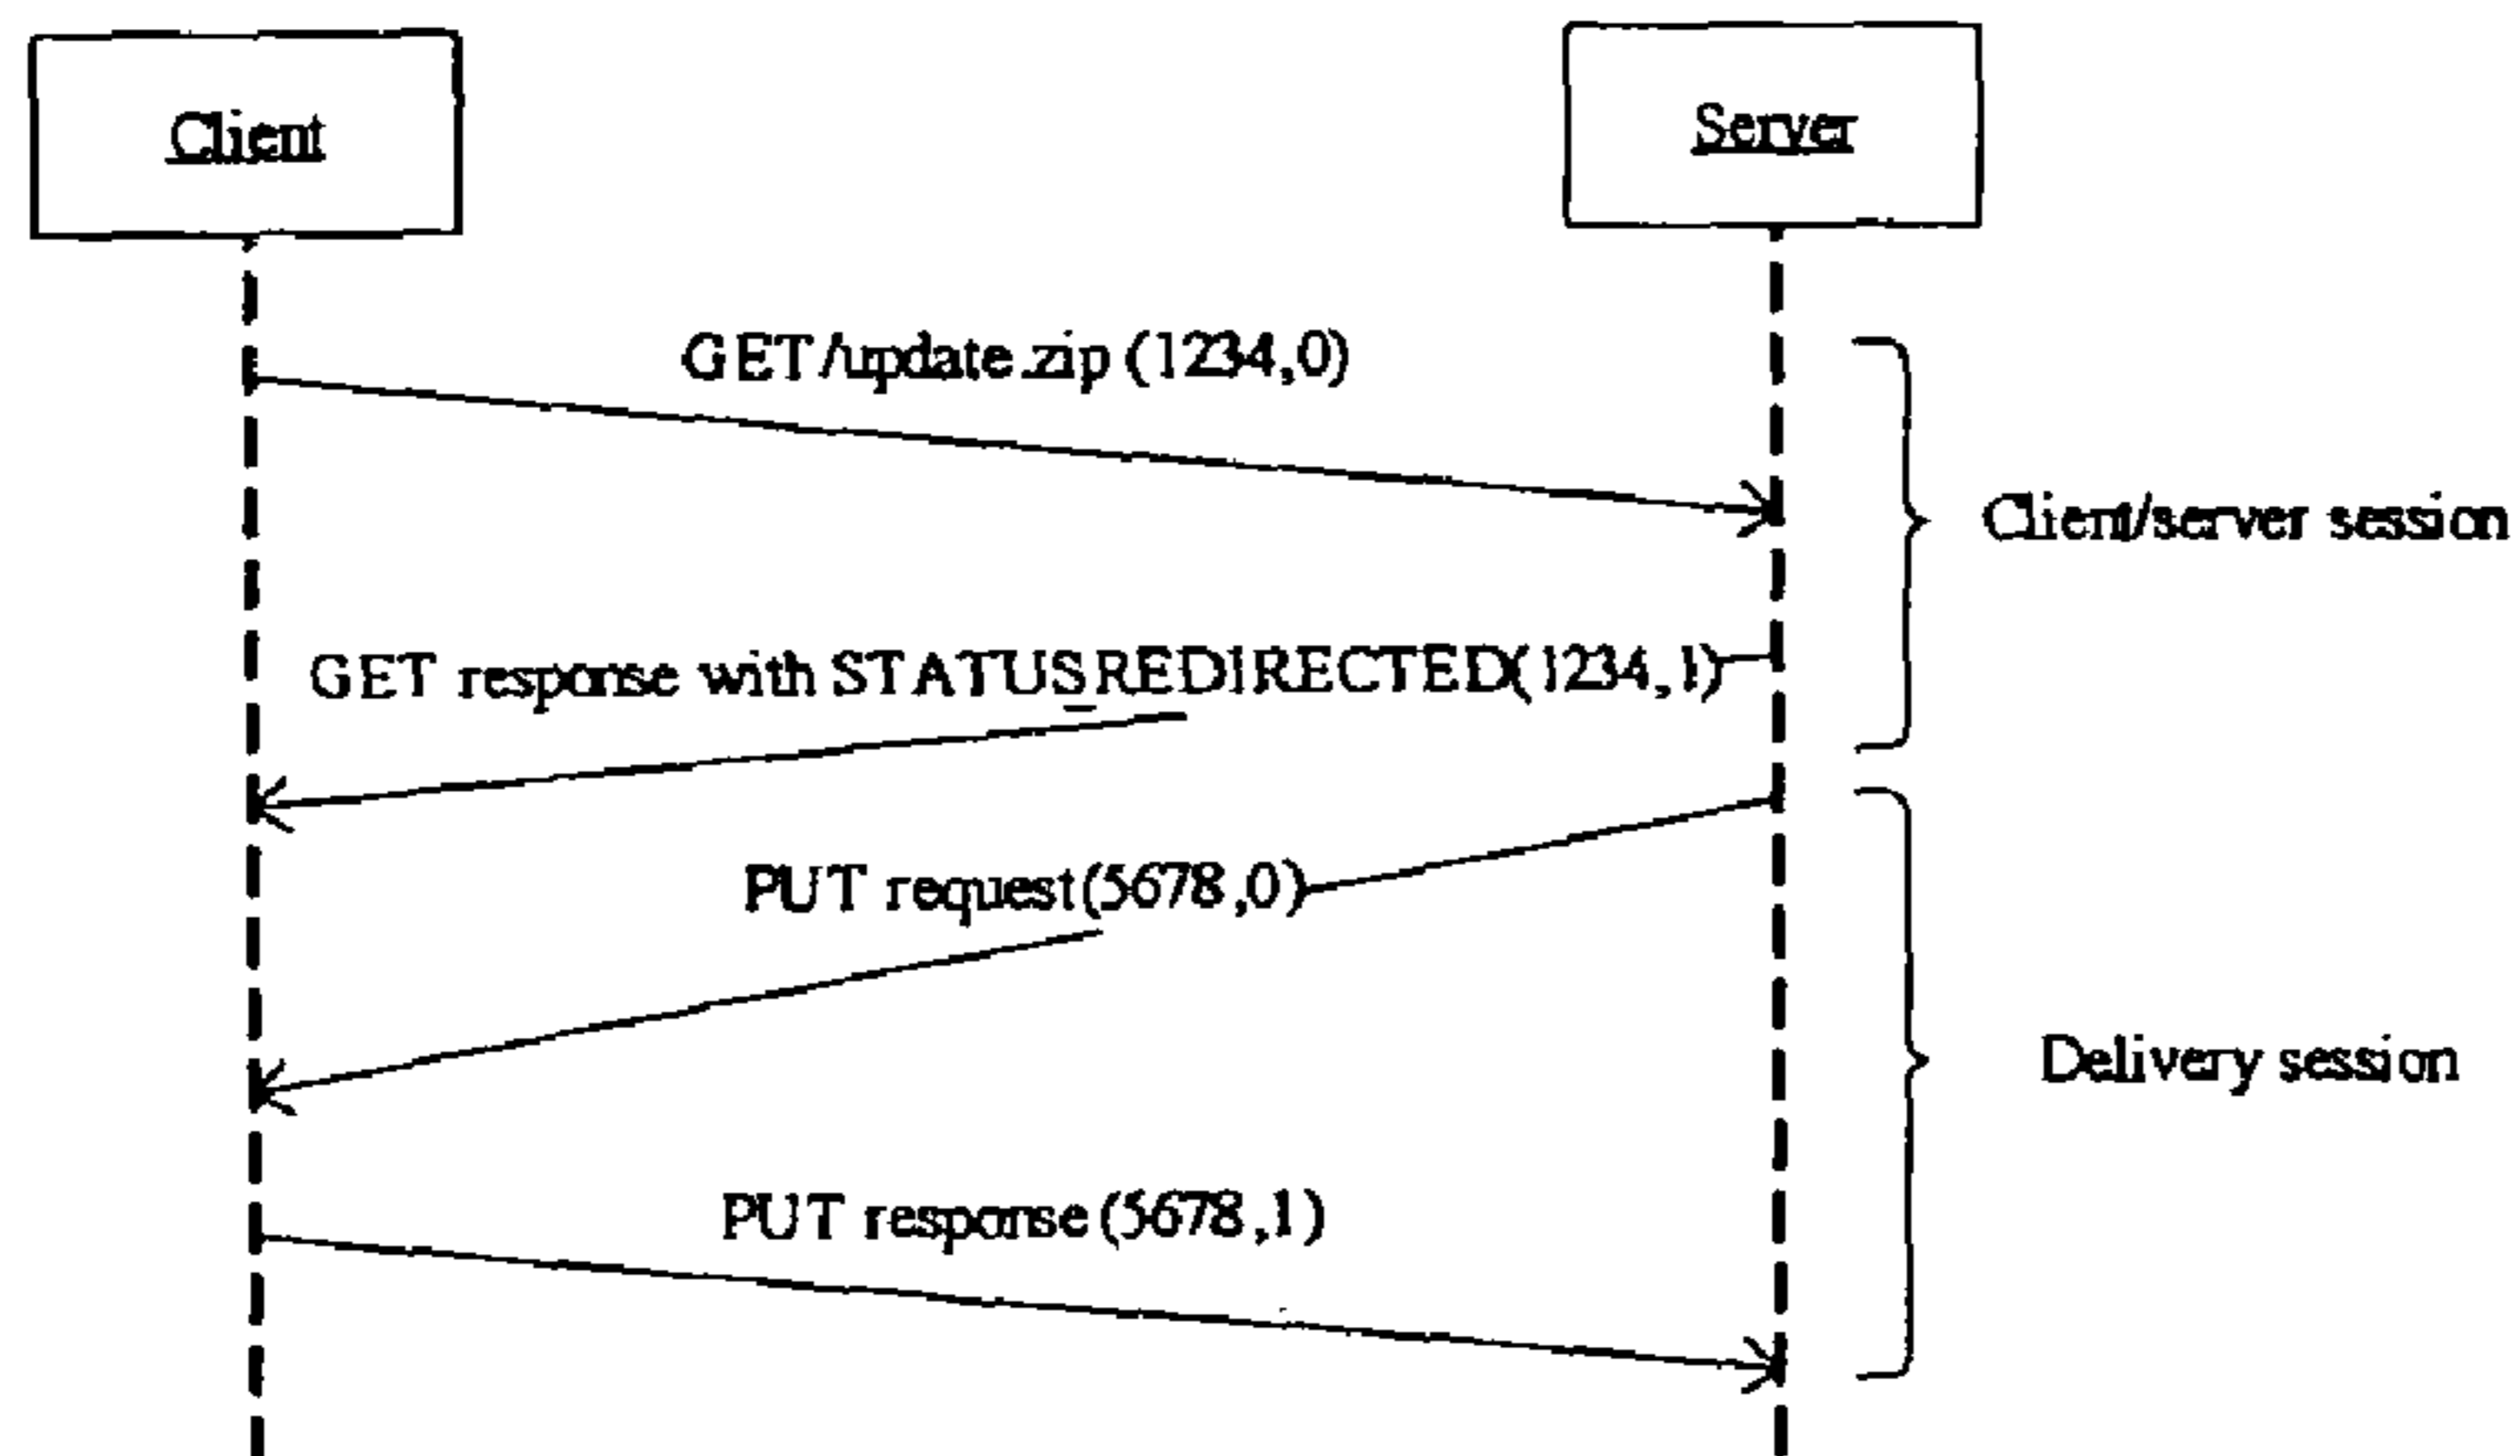 Client
Server
GET /update.zip (1234,0)
Client/server session
GET response with STATUS_REDIRECTED(1234,1)
PUT request(5678,0)
Delivery session
PUT response(5678,1)